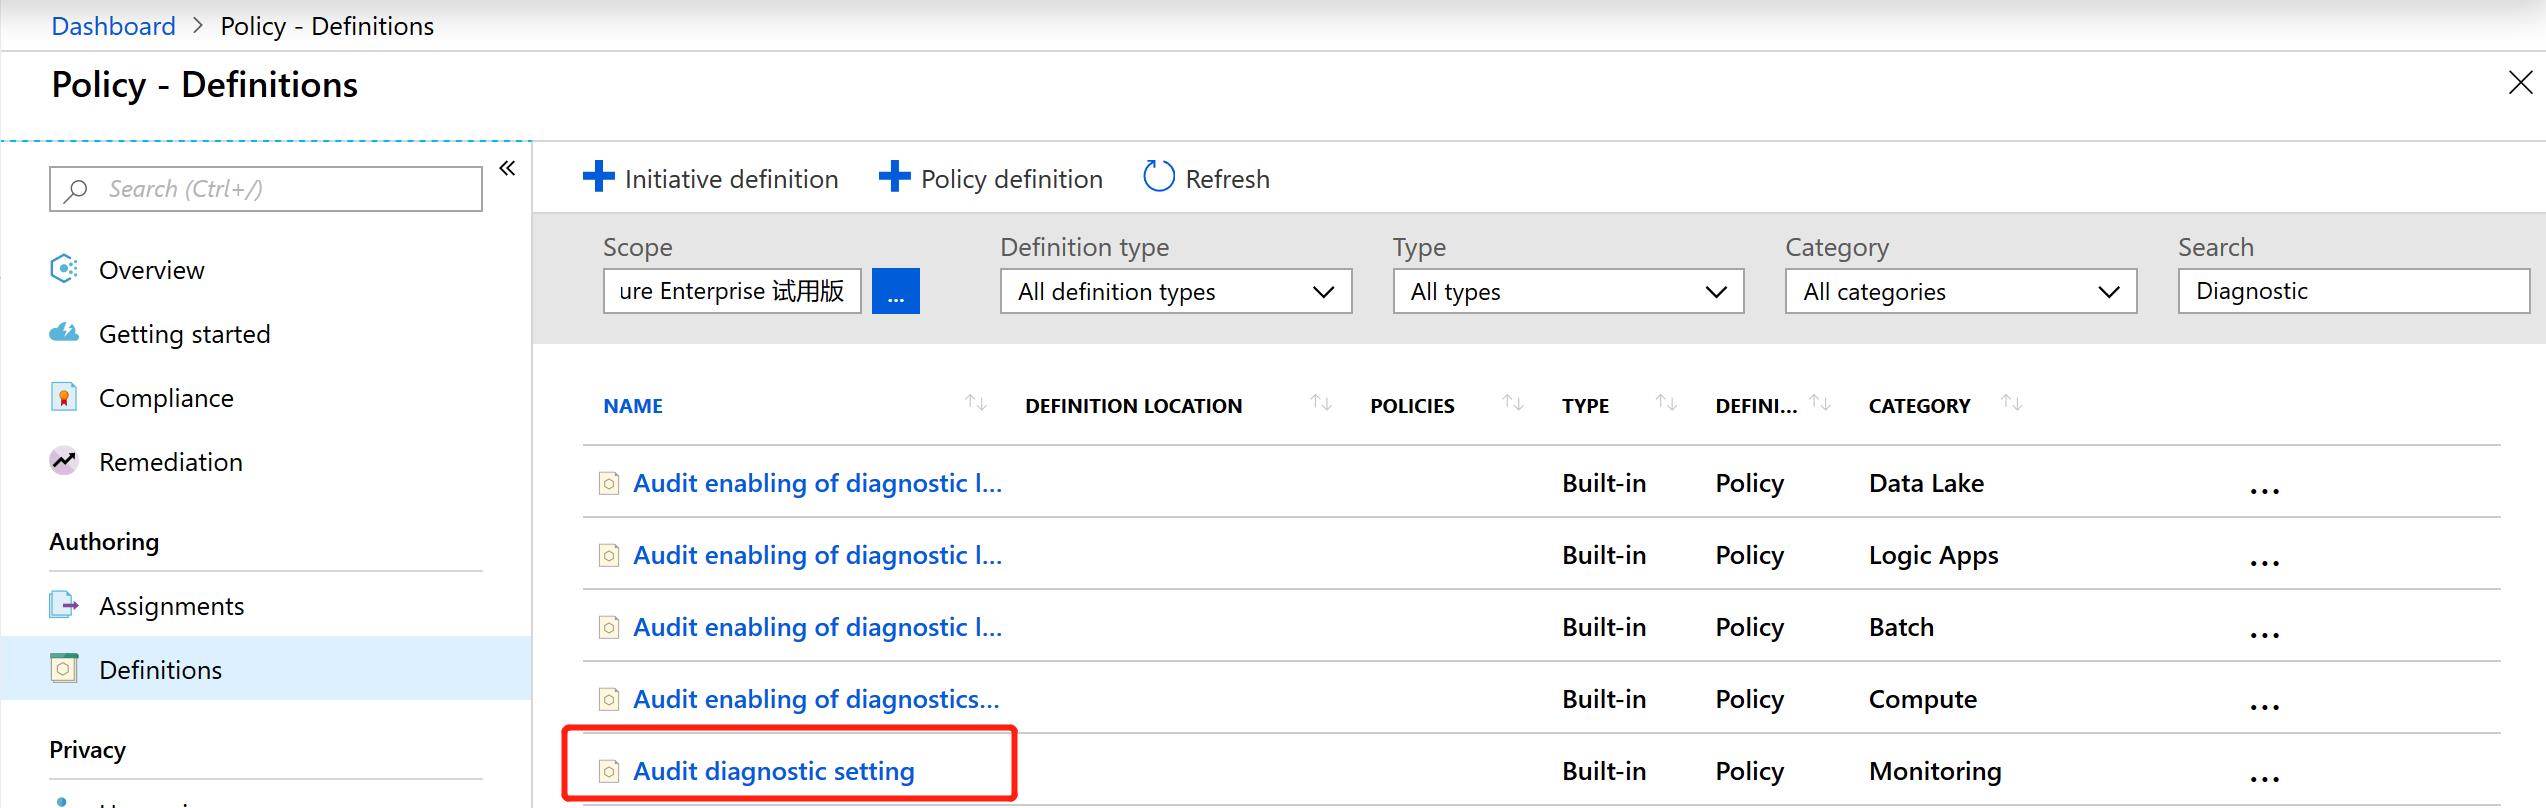 Dashboard > Policy - Definitions
Policy - Definitions
Search (Ctrl+/)
Overview
Getting started
Compliance
Remediation
Authoring
Assignments
Definitions
Privacy
Initiative definition Policy definition Refresh
Scope Definition type Type Category Search
ure Enterprise 试用版 ... All definition types All types All categories Diagnostic
NAME DEFINITION LOCATION POLICIES TYPE DEFINI... CATEGORY
Audit enabling of diagnostic l... Built-in Policy Data Lake ...
Audit enabling of diagnostic l... Built-in Policy Logic Apps ...
Audit enabling of diagnostic l... Built-in Policy Batch ...
Audit enabling of diagnostics... Built-in Policy Compute ...
Audit diagnostic setting Built-in Policy Monitoring ...